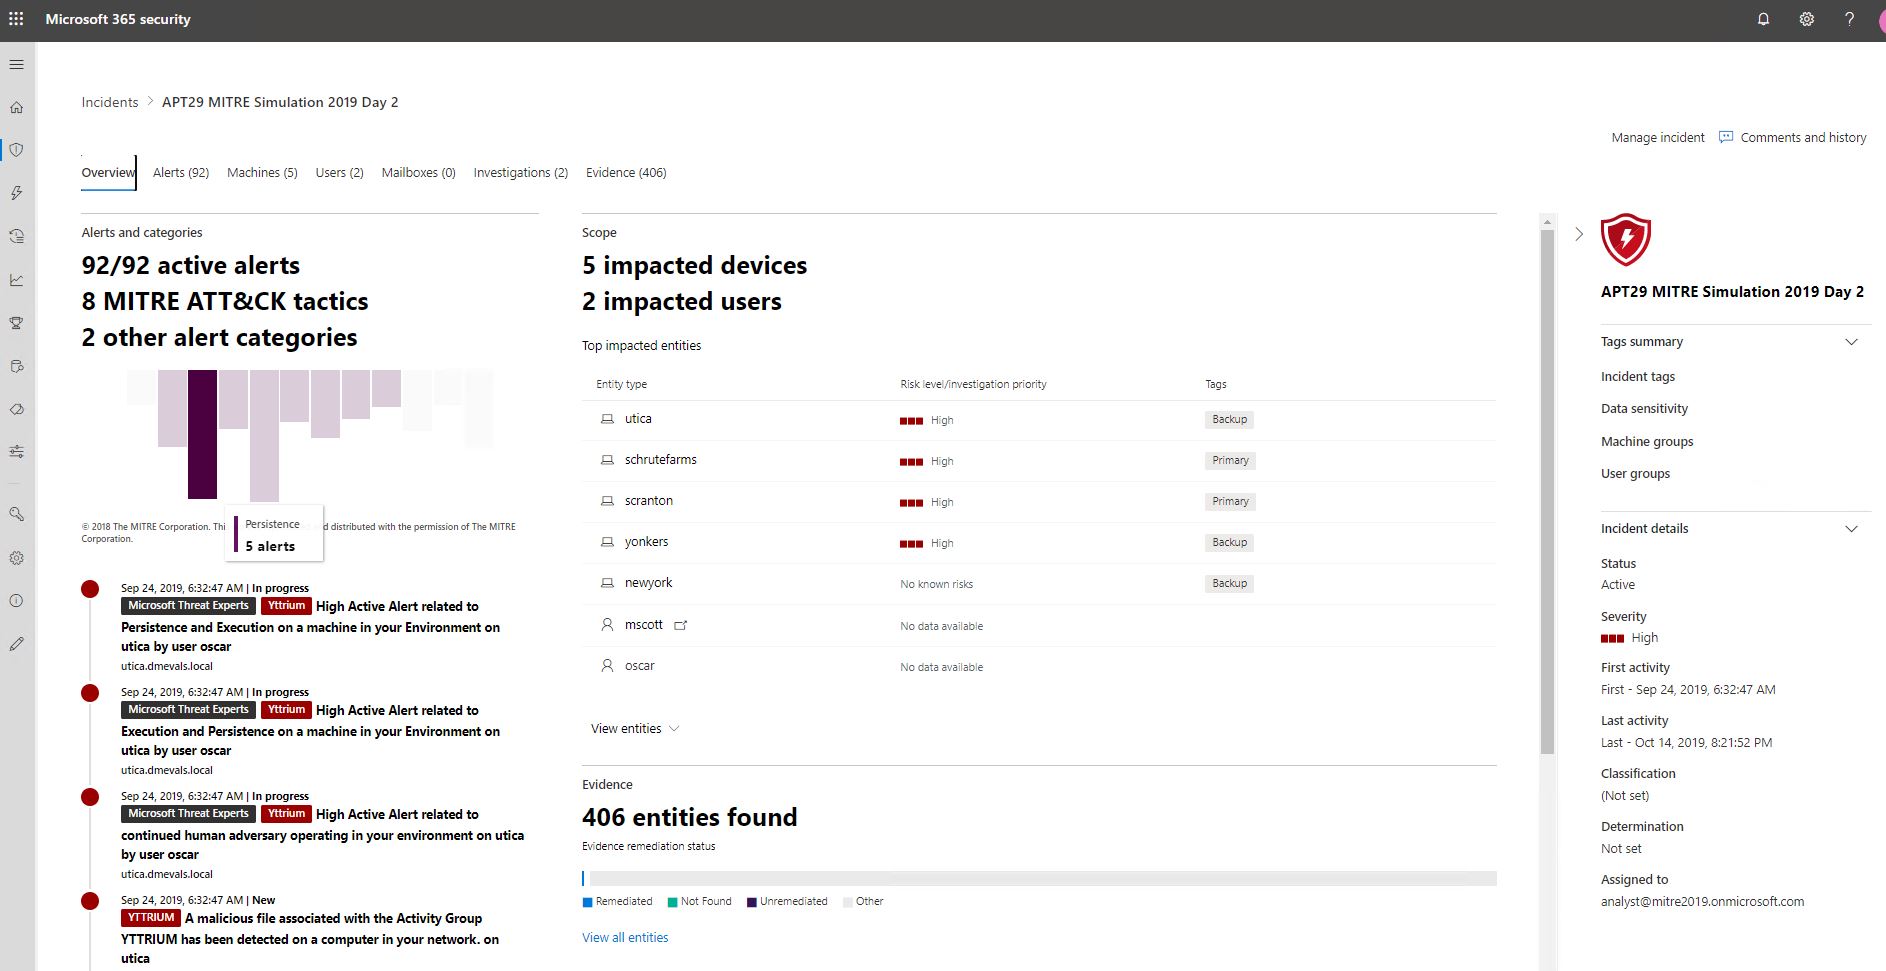 Microsoft 365 security
Incidents > APT29 MITRE Simulation 2019 Day 2
Manage incident
Comments and history
Overview
Alerts (92)
Machines (5)
Users (2)
Mailboxes (0)
Investigations (2)
Evidence (406)
Alerts and categories
92/92 active alerts
8 MITRE ATT&CK tactics
2 other alert categories
© 2018 The MITRE Corporation. Th and distributed with the permission of The MITRE
Corporation.
Persistence
5 alerts
Sep 24, 2019, 6:32:47 AM | In progress
Microsoft Threat Experts Yttrium High Active Alert related to
Persistence and Execution on a machine in your Environment on
utica by user oscar
utica.dmevals.local
Sep 24, 2019, 6:32:47 AM | In progress
Microsoft Threat Experts Yttrium High Active Alert related to
Execution and Persistence on a machine in your Environment on
utica by user oscar
utica.dmevals.local
Sep 24, 2019, 6:32:47 AM | In progress
Microsoft Threat Experts Yttrium High Active Alert related to
continued human adversary operating in your environment on utica
by user oscar
utica.dmevals.local
Sep 24, 2019, 6:32:47 AM | New
YTTRIUM A malicious file associated with the Activity Group
YTTRIUM has been detected on a computer in your network. on
utica
Scope
5 impacted devices
2 impacted users
Top impacted entities
Entity type Risk level/investigation priority Tags
utica High Backup
schrutefarms High Primary
scranton High Primary
yonkers High Backup
newyork No known risks Backup
mscott No data available
oscar No data available
View entities
Evidence
406 entities found
Evidence remediation status
Remediated Not Found Unremediated Other
View all entities
APT29 MITRE Simulation 2019 Day 2
Tags summary
Incident tags
Data sensitivity
Machine groups
User groups
Incident details
Status
Active
Severity
High
First activity
First - Sep 24, 2019, 6:32:47 AM
Last activity
Last - Oct 14, 2019, 8:21:52 PM
Classification
(Not set)
Determination
Not set
Assigned to
analyst@mitre2019.onmicrosoft.com